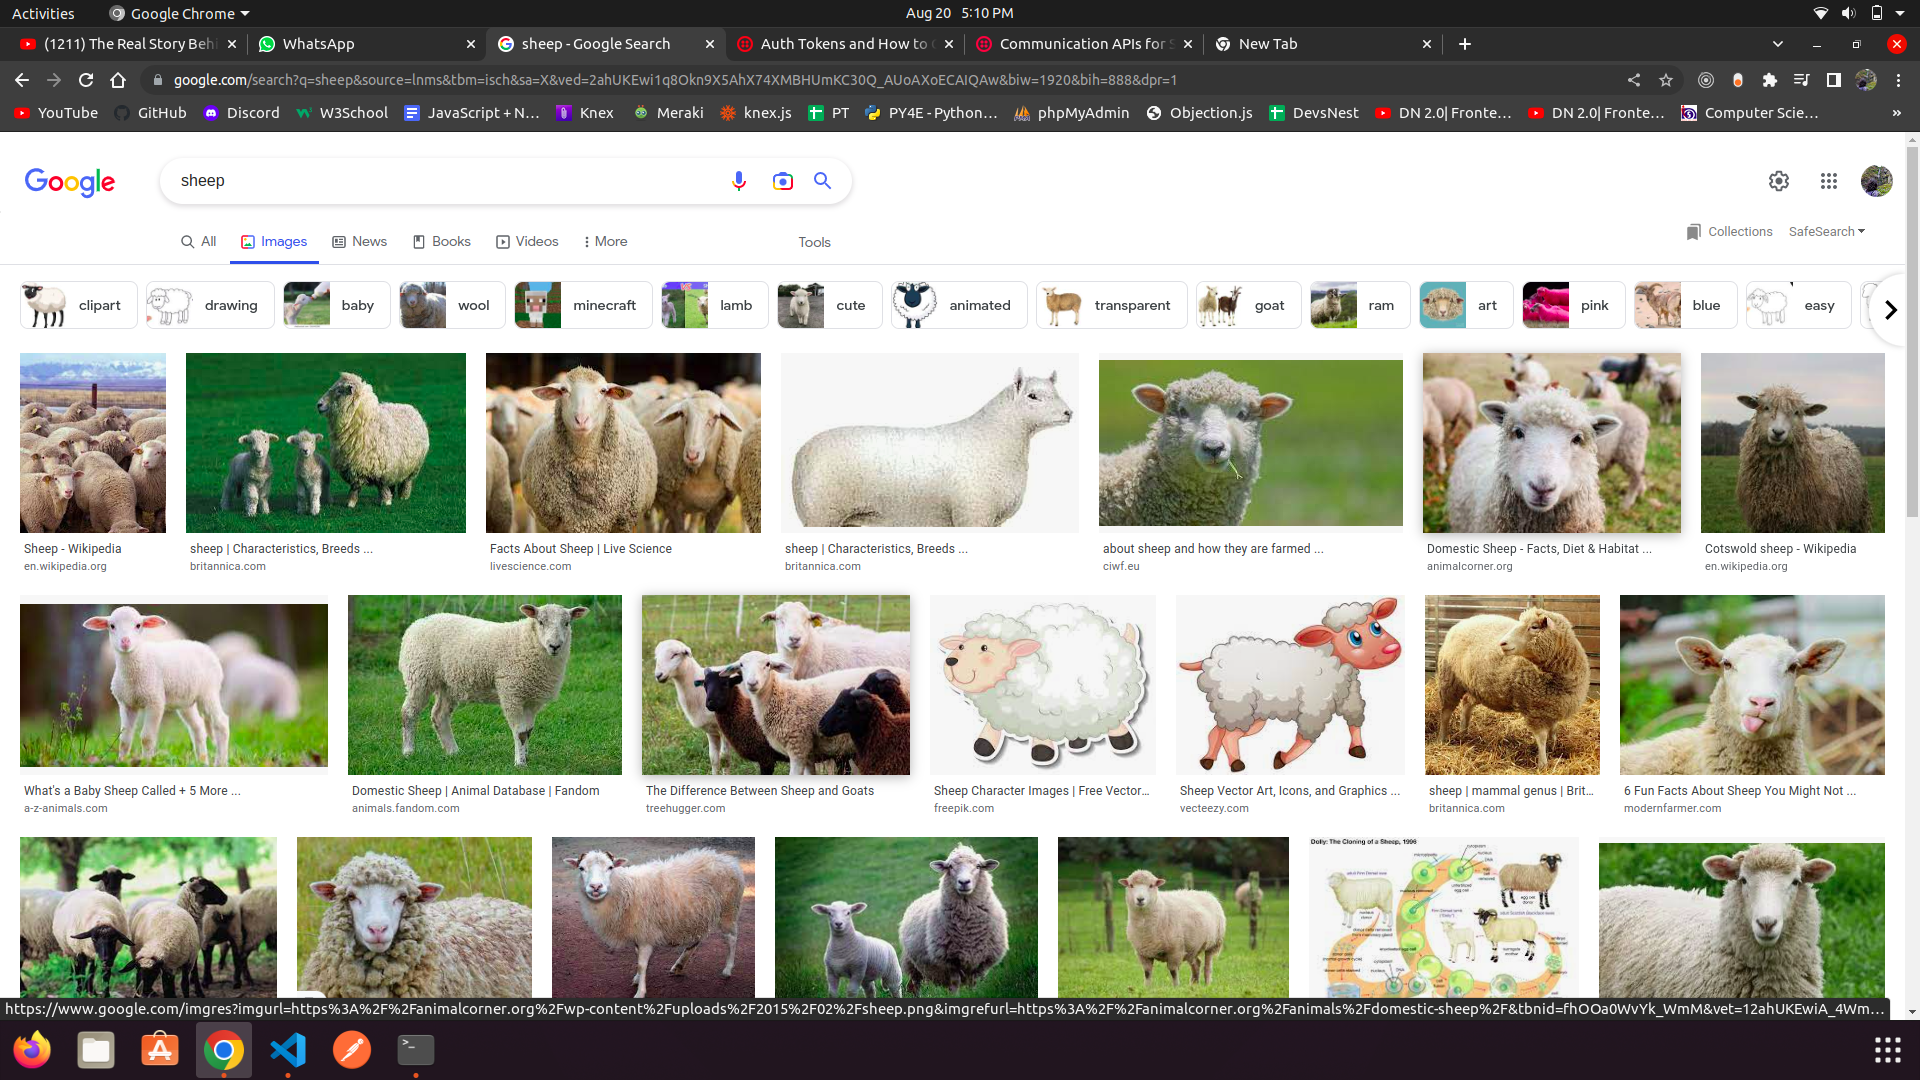 Activities
Google Chrome
Aug 20 5:10 PM
(1211) The Real Story Behi
WhatsApp
sheep - Google Search
Auth Tokens and How to
Communication APIs for S
New Tab
google.com/search?q=sheep&source=lnms&tbm=isch&sa=X&ved=2ahUKEwi1q8Okn9X5AhX74XMBHUmKC30Q_AUoAXoECAIQAw&biw=1920&bih=888&dpr=1
YouTube
GitHub
Discord
W3School
JavaScript + N...
Knex
Meraki
knex.js
PT
PY4E - Python...
phpMyAdmin
Objection.js
DevsNest
DN 2.0| Fronte...
DN 2.0| Fronte...
Computer Scie...
»
Google
sheep
All
Images
News
Books
Videos
More
Tools
Collections
SafeSearch
clipart
drawing
baby
wool
minecraft
lamb
cute
animated
transparent
goat
ram
art
pink
blue
easy
Sheep - Wikipedia
en.wikipedia.org
sheep | Characteristics, Breeds ...
britannica.com
Facts About Sheep | Live Science
livescience.com
sheep | Characteristics, Breeds ...
britannica.com
about sheep and how they are farmed ...
ciwf.eu
Domestic Sheep - Facts, Diet & Habitat ...
animalcorner.org
Cotswold sheep - Wikipedia
en.wikipedia.org
What's a Baby Sheep Called + 5 More ...
a-z-animals.com
Domestic Sheep | Animal Database | Fandom
animals.fandom.com
The Difference Between Sheep and Goats
treehugger.com
Sheep Character Images | Free Vector...
freepik.com
Sheep Vector Art, Icons, and Graphics ...
vecteezy.com
sheep | mammal genus | Brit...
britannica.com
6 Fun Facts About Sheep You Might Not ...
modernfarmer.com
Dolly: The Cloning of a Sheep, 1996
https://www.google.com/imgres?imgurl=https%3A%2F%2Fanimalcorner.org%2Fwp-content%2Fuploads%2F2015%2F02%2Fsheep.png&imgrefurl=https%3A%2F%2Fanimalcorner.org%2Fanimals%2Fdomestic-sheep%2F&tbnid=fhOOa0WvYk_WmM&vet=12ahUKEwiA_4Wm...